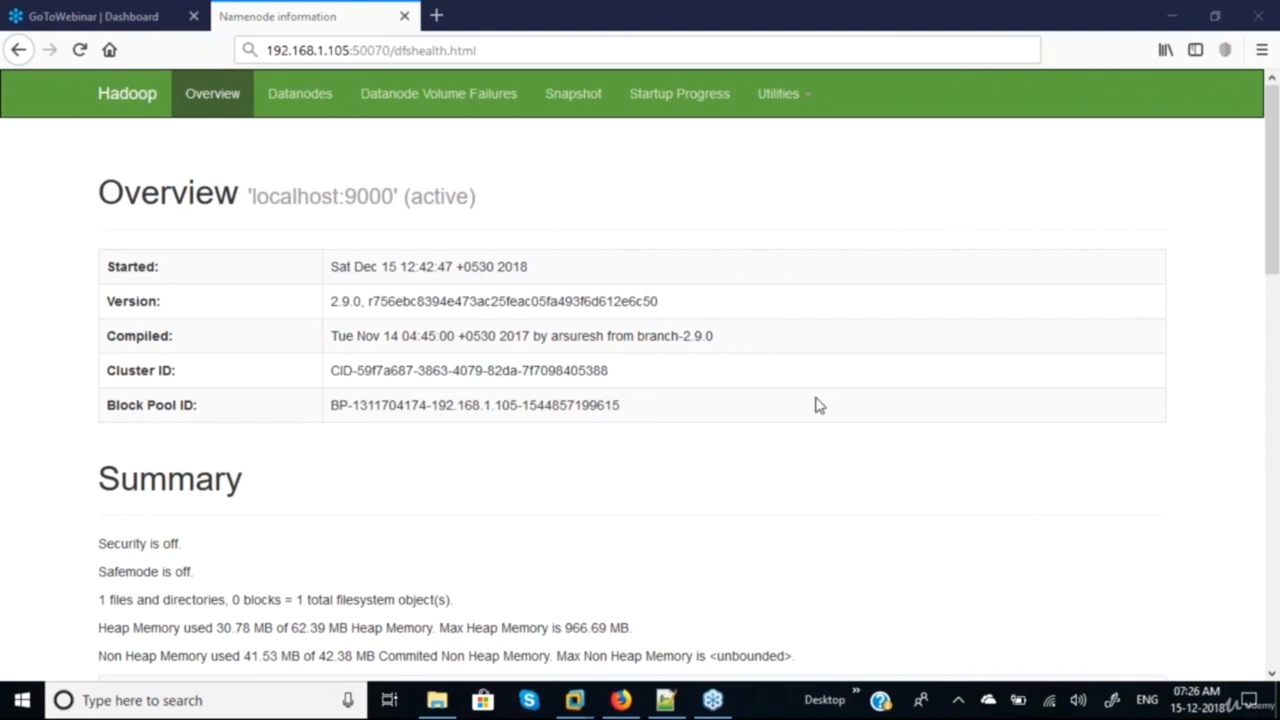 GoToWebinar | Dashboard
Namenode information
192.168.1.105:50070/dfshealth.html
Hadoop Overview Datanodes Datanode Volume Failures Snapshot Startup Progress Utilities
Overview 'localhost:9000' (active)
Started: Sat Dec 15 12:42:47 +0530 2018
Version: 2.9.0, r756ebc8394e473ac25feac05fa493f6d612e6c50
Compiled: Tue Nov 14 04:45:00 +0530 2017 by arsuresh from branch-2.9.0
Cluster ID: CID-59f7a687-3863-4079-82da-7f7098405388
Block Pool ID: BP-1311704174-192.168.1.105-1544857199615
Summary
Security is off.
Safemode is off.
1 files and directories, 0 blocks = 1 total filesystem object(s).
Heap Memory used 30.78 MB of 62.39 MB Heap Memory. Max Heap Memory is 966.69 MB.
Non Heap Memory used 41.53 MB of 42.38 MB Commited Non Heap Memory. Max Non Heap Memory is <unbounded>.
Type here to search
Desktop
ENG
07:26 AM
15-12-2018
Udemy